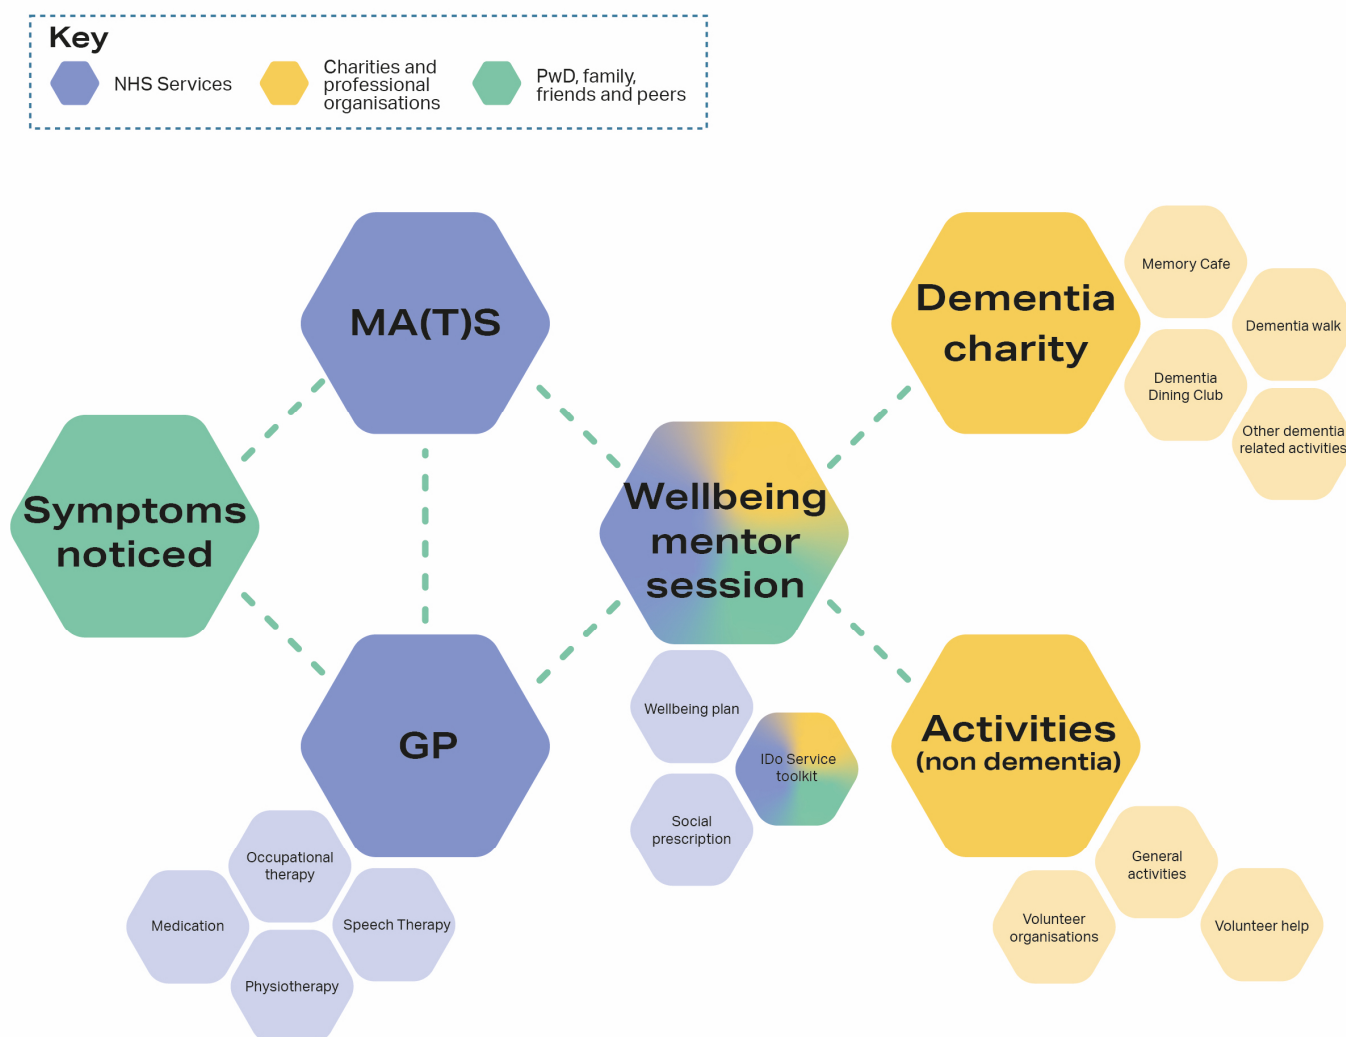 Key
NHS Services
Charities and
professional
organisations
PwD, family,
friends and peers
MA(T)S
Dementia
charity
Memory Cafe
Dementia walk
Dementia
Dining Club
Other dementia
related activities
Symptoms
noticed
Wellbeing
mentor
session
GP
Wellbeing plan
IDo Service
toolkit
Social
prescription
Activities
(non dementia)
Occupational
therapy
Medication
Speech Therapy
Physiotherapy
General
activities
Volunteer
organisations
Volunteer help